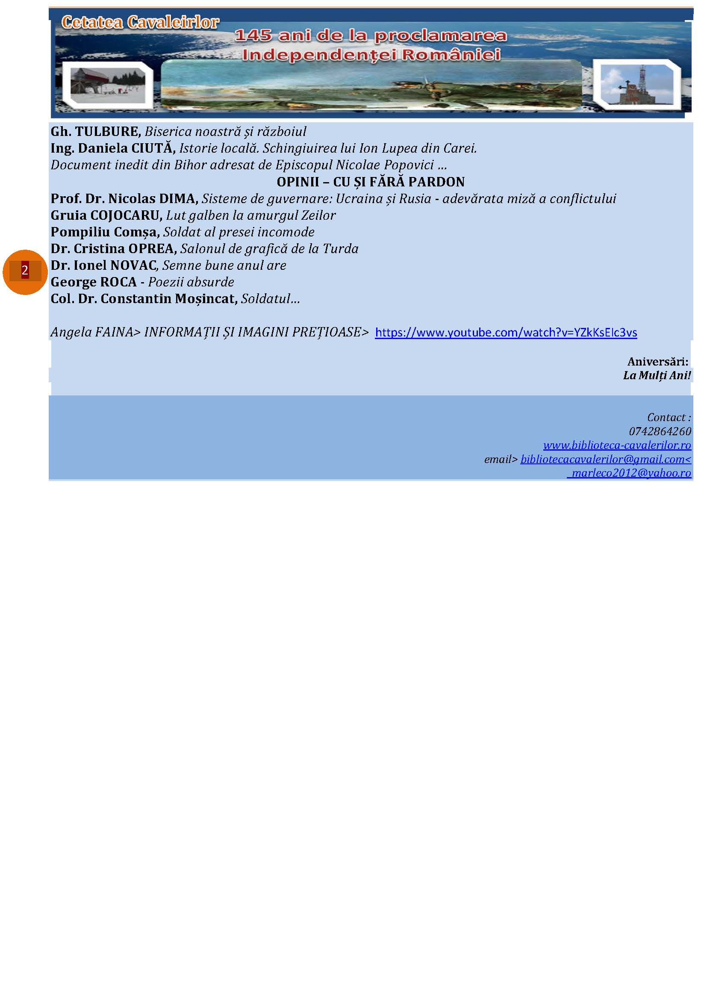 Cetatea Cavaleirlor
145 ani de la proclamarea
Independenței României
Gh. TULBURE, Biserica noastră și războiul
Ing. Daniela CIUTĂ, Istorie locală. Schingiuirea lui Ion Lupea din Carei.
Document inedit din Bihor adresat de Episcopul Nicolae Popovici ...
OPINII – CU ȘI FĂRĂ PARDON
Prof. Dr. Nicolas DIMA, Sisteme de guvernare: Ucraina și Rusia - adevărata miză a conflictului
Gruia COJOCARU, Lut galben la amurgul Zeilor
Pompiliu Comșa, Soldat al presei incomode
Dr. Cristina OPREA, Salonul de grafică de la Turda
Dr. Ionel NOVAC, Semne bune anul are
2
George ROCA - Poezii absurde
Col. Dr. Constantin Moșincat, Soldatul...
Angela FAINA> INFORMAȚII ȘI IMAGINI PREȚIOASE> https://www.youtube.com/watch?v=YZkKsEIc3vs
Aniversări:
La Mulți Ani!
Contact :
0742864260
www.biblioteca-cavalerilor.ro
email> bibliotecacavalerilor@gmail.com<
marleco2012@yahoo.ro